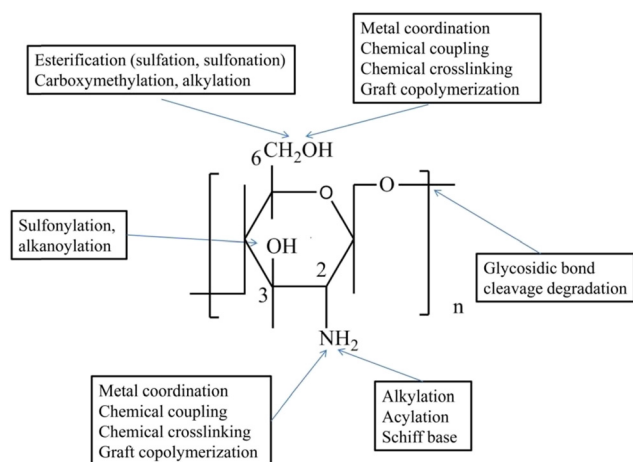 Esterification (sulfation, sulfonation)
Carboxymethylation, alkylation
Metal coordination
Chemical coupling
Chemical crosslinking
Graft copolymerization
6 CH₂OH
O
O
Sulfonylation,
alkanoylation
OH
2
3
Glycosidic bond
cleavage degradation
n
NH₂
Metal coordination
Chemical coupling
Chemical crosslinking
Graft copolymerization
Alkylation
Acylation
Schiff base